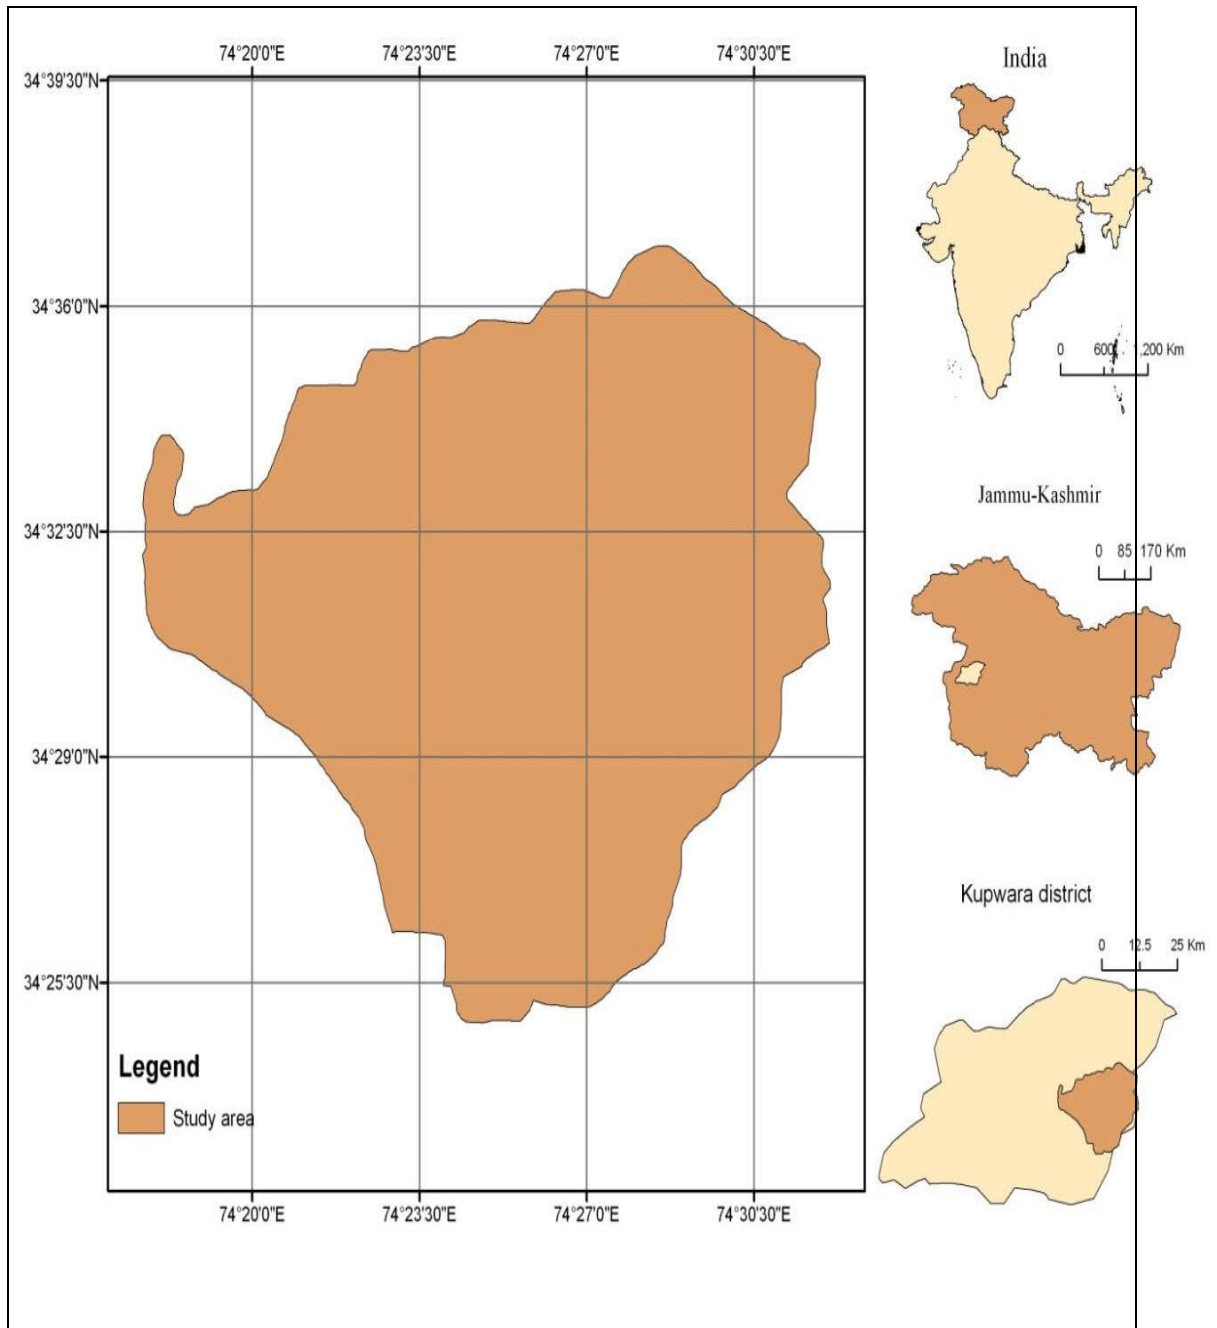 74°20'0"E 74°23'30"E 74°27'0"E 74°30'30"E
34°39'30"N
34°36'0"N
34°32'30"N
34°29'0"N
34°25'30"N
Legend
Study area
74°20'0"E 74°23'30"E 74°27'0"E 74°30'30"E
India
0 600 ,200 Km
Jammu-Kashmir
0 85 170 Km
Kupwara district
0 12.5 25 Km